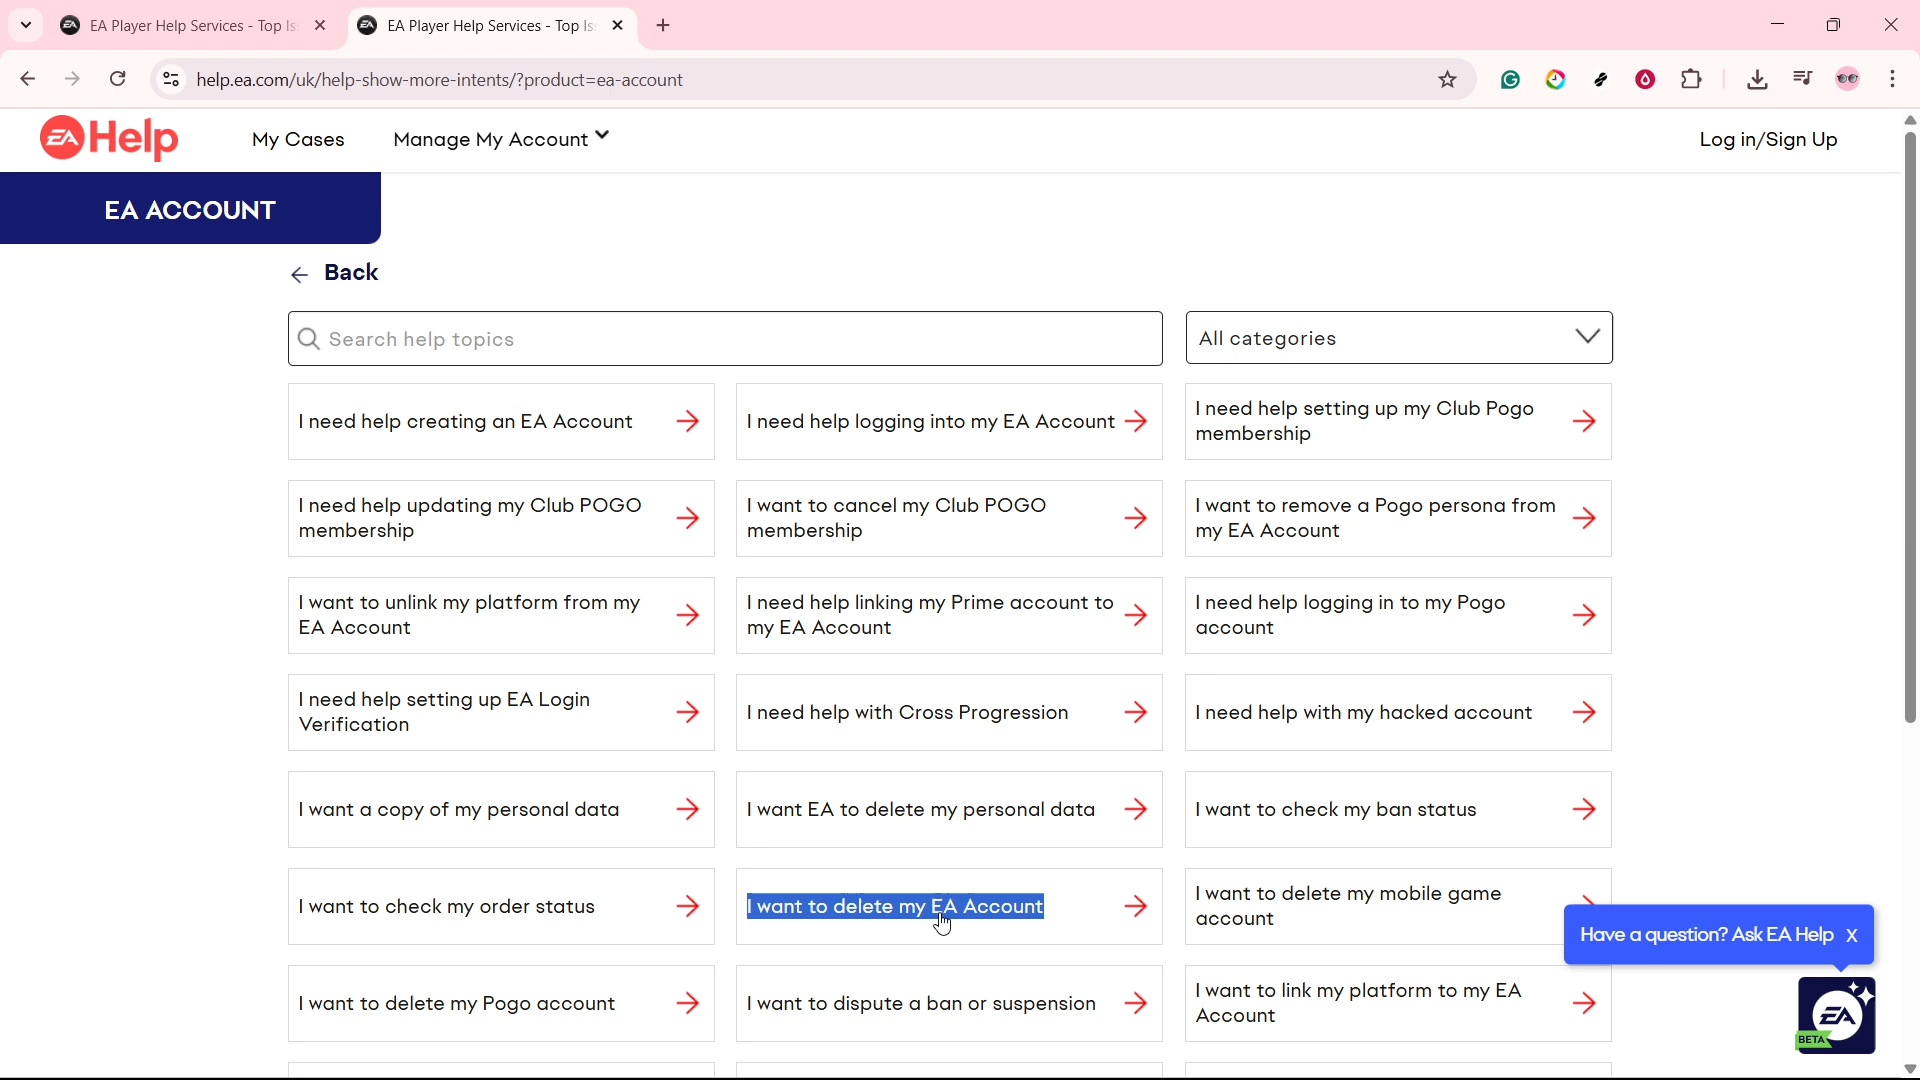 EA Player Help Services - Top Is
EA Player Help Services - Top Is
help.ea.com/uk/help-show-more-intents/?product=ea-account
EA Help
My Cases
Manage My Account
Log in/Sign Up
EA ACCOUNT
Back
Search help topics
All categories
I need help creating an EA Account
I need help logging into my EA Account
I need help setting up my Club Pogo
membership
I need help updating my Club POGO
membership
I want to cancel my Club POGO
membership
I want to remove a Pogo persona from
my EA Account
I want to unlink my platform from my
EA Account
I need help linking my Prime account to
my EA Account
I need help logging in to my Pogo
account
I need help setting up EA Login
Verification
I need help with Cross Progression
I need help with my hacked account
I want a copy of my personal data
I want EA to delete my personal data
I want to check my ban status
I want to check my order status
I want to delete my EA Account
I want to delete my mobile game
account
Have a question? Ask EA Help X
I want to delete my Pogo account
I want to dispute a ban or suspension
I want to link my platform to my EA
Account
EA
BETA